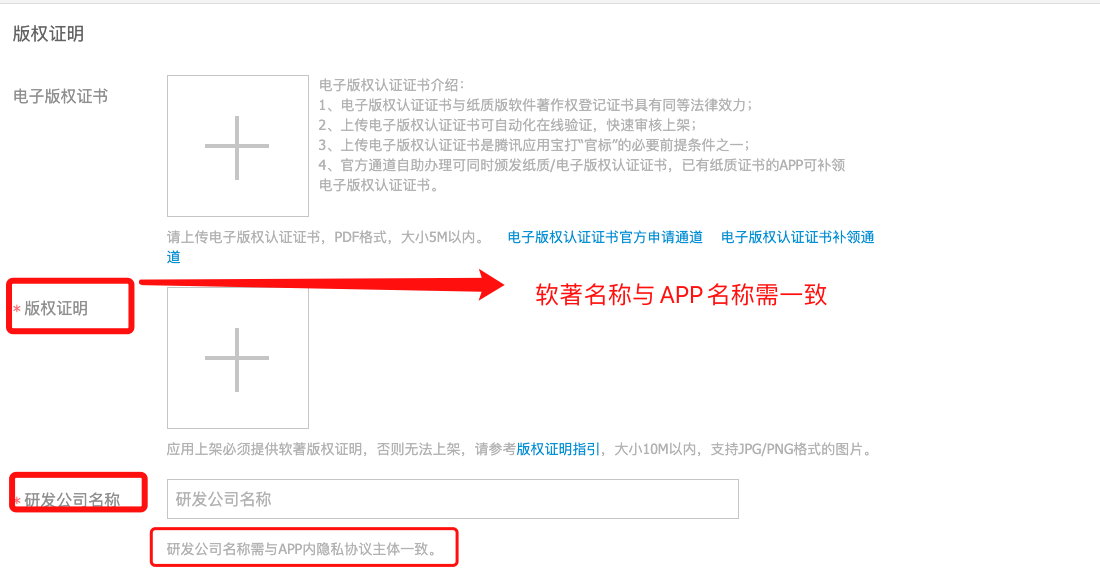 版权证明
电子版权证书
电子版权认证证书介绍：
1、电子版权认证证书与纸质版软件著作权登记证书具有同等法律效力；
2、上传电子版权认证证书可自动化在线验证，快速审核上架；
3、上传电子版权认证证书是腾讯应用宝打“官标”的必要前提条件之一；
4、官方通道自助办理可同时颁发纸质/电子版权认证证书，已有纸质证书的APP可补领
电子版权认证证书。
请上传电子版权认证证书，PDF格式，大小5M以内。 电子版权认证证书官方申请通道 电子版权认证证书补领通
道
* 版权证明
软著名称与 APP 名称需一致
应用上架必须提供软著版权证明，否则无法上架，请参考版权证明指引，大小10M以内，支持JPG/PNG格式的图片。
* 研发公司名称
研发公司名称
研发公司名称需与APP内隐私协议主体一致。